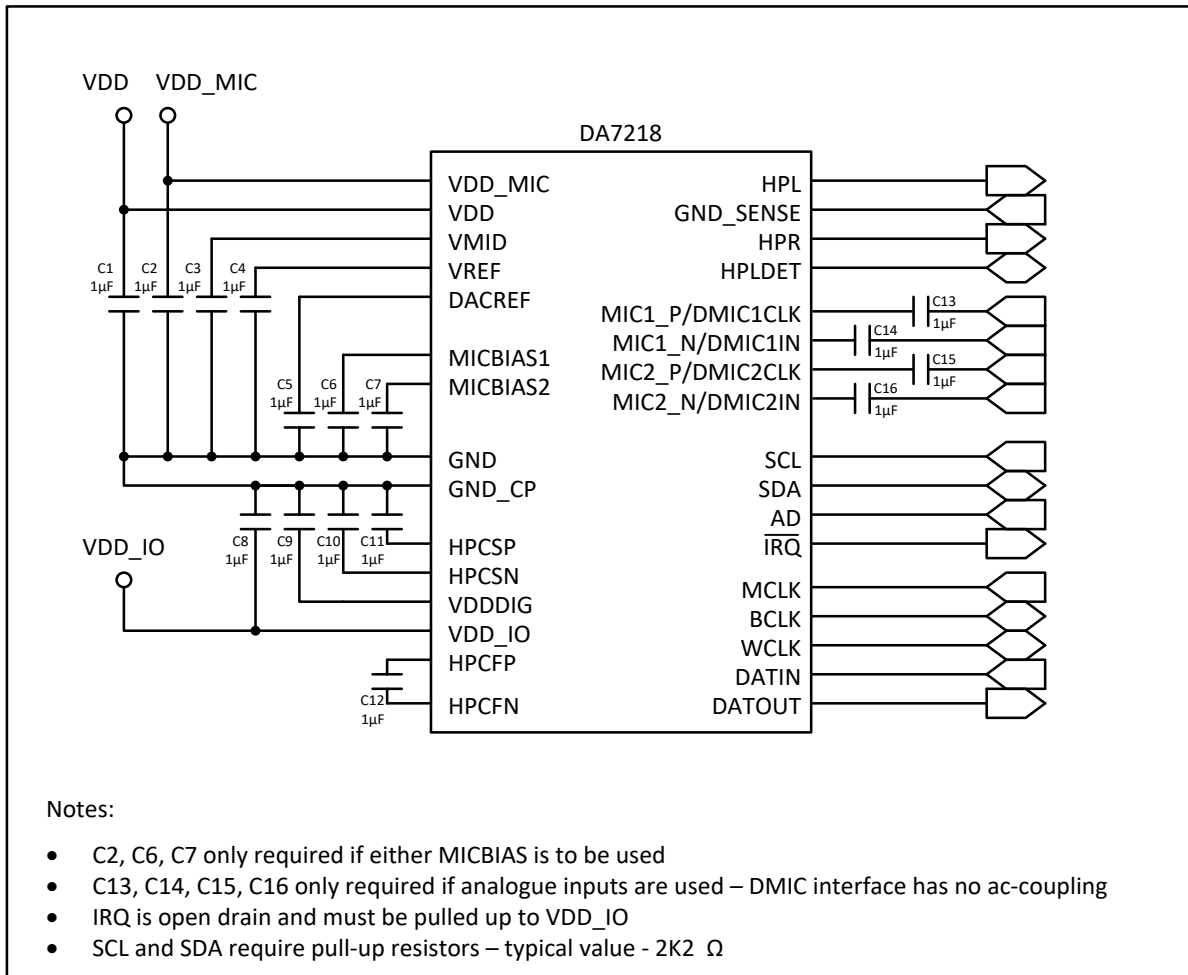 VDD VDD_MIC
DA7218
VDD_MIC
VDD
VMID
VREF
DACREF
MICBIAS1
MICBIAS2
GND
GND_CP
HPCSP
HPCSN
VDDDIG
VDD_IO
HPCFP
HPCFN
HPL
GND_SENSE
HPR
HPLDET
MIC1_P/DMIC1CLK
MIC1_N/DMIC1IN
MIC2_P/DMIC2CLK
MIC2_N/DMIC2IN
SCL
SDA
AD
IRQ
MCLK
BCLK
WCLK
DATIN
DATOUT
C1
1µF
C2
1µF
C3
1µF
C4
1µF
C5
1µF
C6
1µF
C7
1µF
VDD_IO
C8
1µF
C9
1µF
C10
1µF
C11
1µF
C12
1µF
C13
1µF
C14
1µF
C15
1µF
C16
1µF
Notes:
• C2, C6, C7 only required if either MICBIAS is to be used
• C13, C14, C15, C16 only required if analogue inputs are used – DMIC interface has no ac-coupling
• IRQ is open drain and must be pulled up to VDD_IO
• SCL and SDA require pull-up resistors – typical value - 2K2 Ω